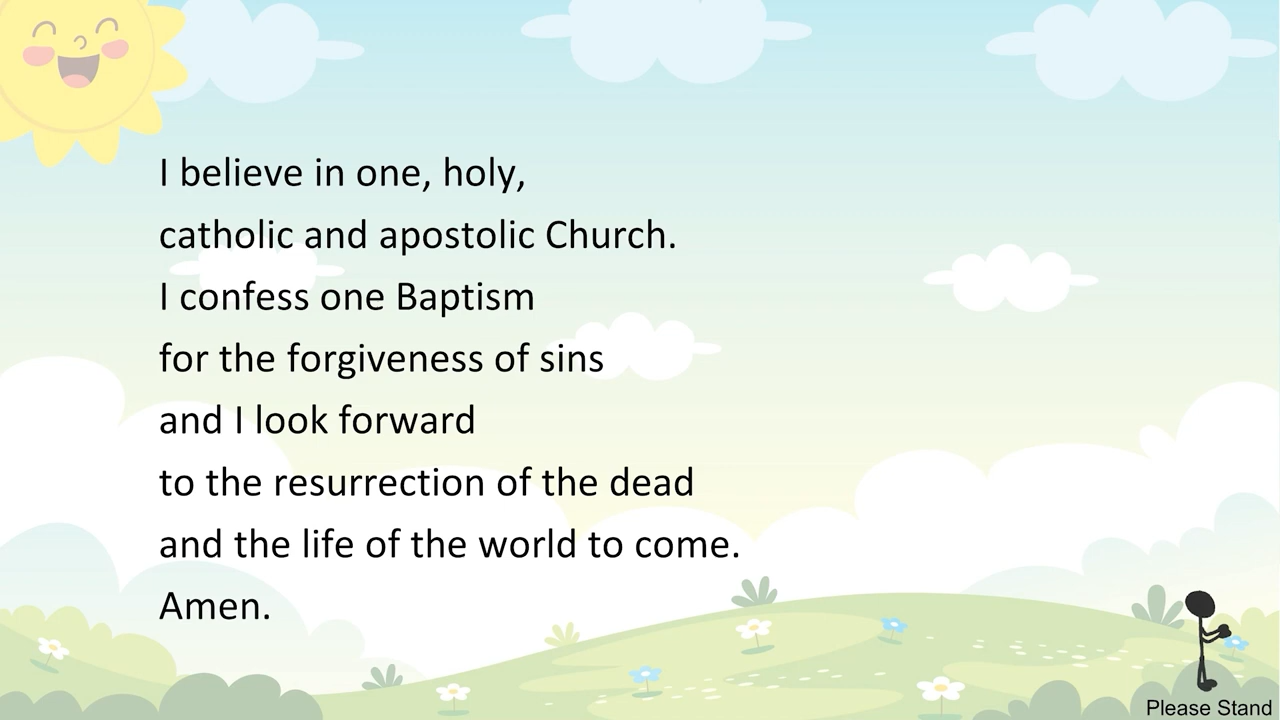 I believe in one, holy,
catholic and apostolic Church.
I confess one Baptism
for the forgiveness of sins
and I look forward
to the resurrection of the dead
and the life of the world to come.
Amen.
Please Stand